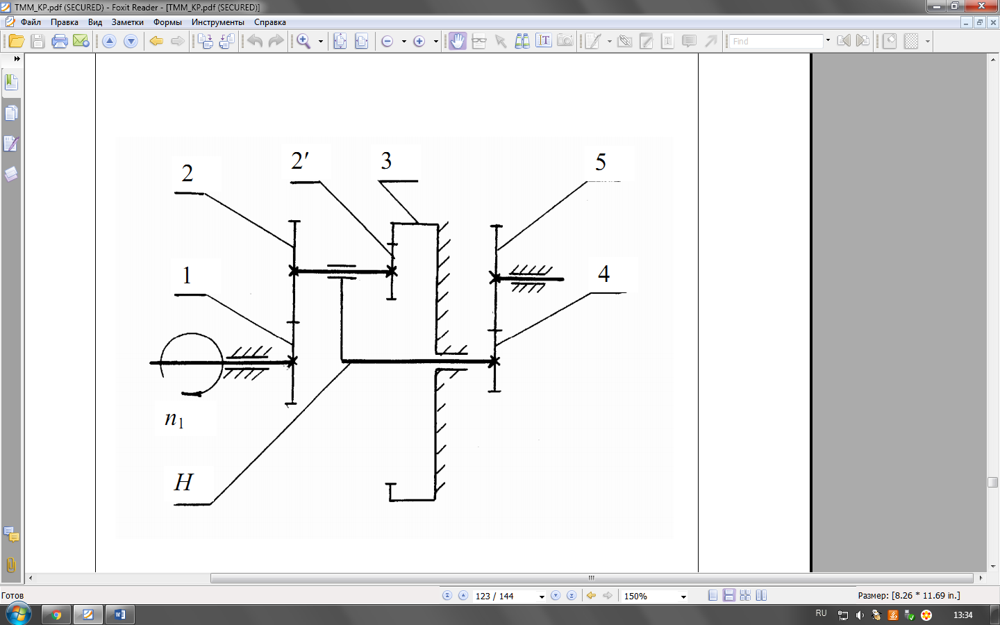 TMM_KP.pdf (SECURED) - Foxit Reader - [TMM_KP.pdf (SECURED)]
Файл Правка Вид Заметки Формы Инструменты Справка
Find
2
2'
3
5
1
4
n1
H
Готов
123 / 144
150%
Размер: [8.26 * 11.69 in.]
RU
13:34